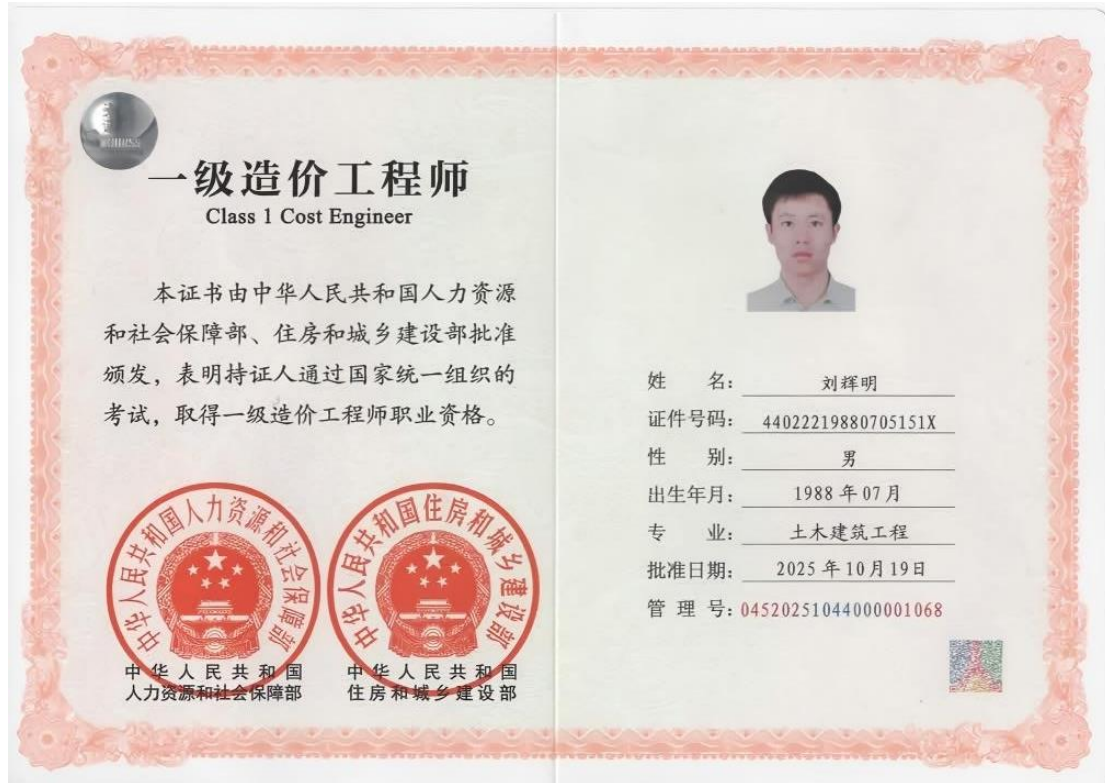 一级造价工程师
Class 1 Cost Engineer
本证书由中华人民共和国人力资源
和社会保障部、住房和城乡建设部批准
颁发，表明持证人通过国家统一组织的
考试，取得一级造价工程师职业资格。
中华人民共和国人力资源和社会保障部
中华人民共和国住房和城乡建设部
中华人民共和国
人力资源和社会保障部
中华人民共和国
住房和城乡建设部
姓 名： 刘辉明
证件号码： 44022219880705151X
性 别： 男
出生年月： 1988年07月
专 业： 土木建筑工程
批准日期： 2025年10月19日
管 理 号： 04520251044000001068